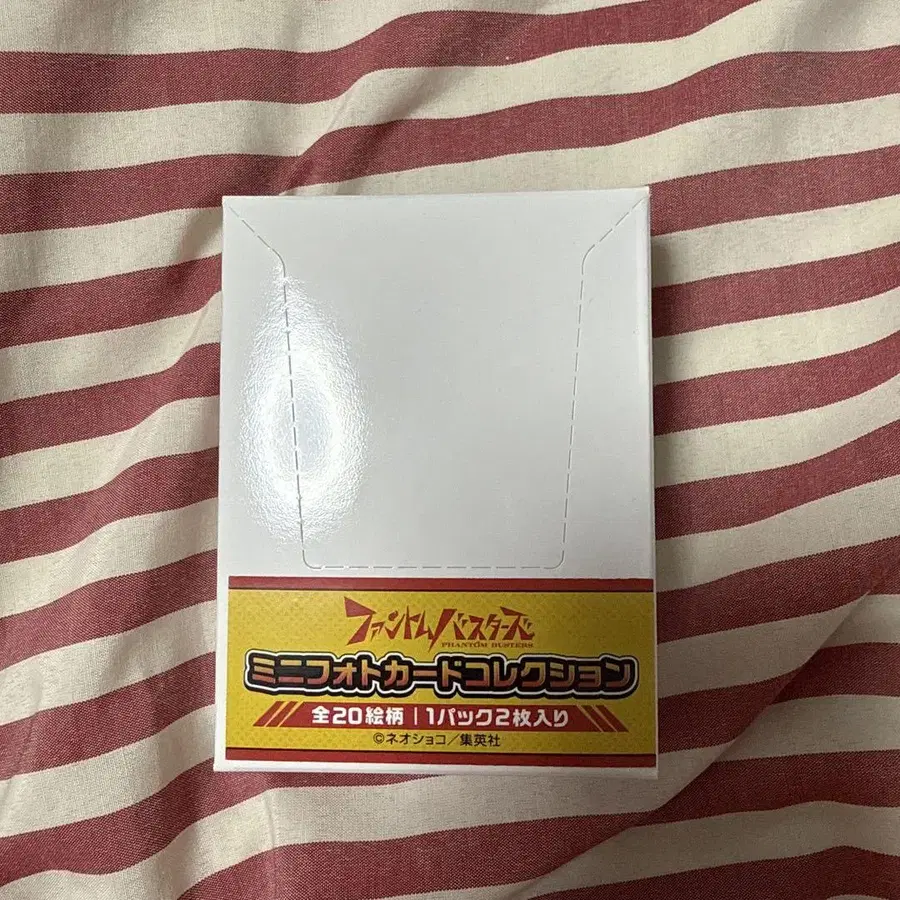 ファントムバスターズ
PHANTOM BUSTERS
ミニフォトカードコレクション
全20絵柄 | 1パック2枚入り
©ネオショコ/集英社